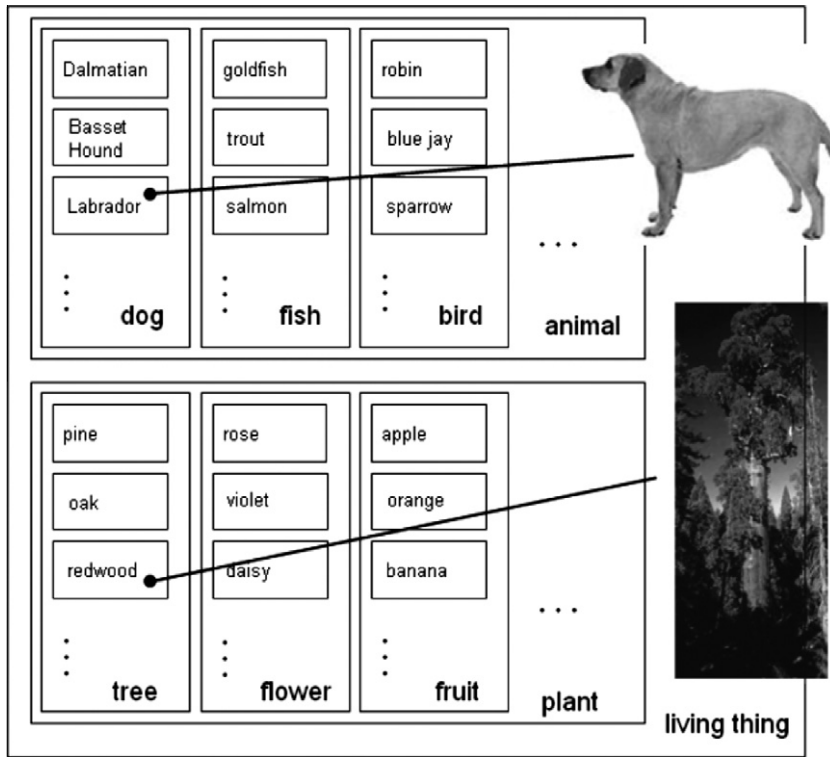 Dalmatian
Basset
Hound
Labrador
dog
goldfish
trout
salmon
fish
robin
blue jay
sparrow
bird
...
animal
pine
oak
redwood
tree
rose
violet
daisy
flower
apple
orange
banana
fruit
...
plant
living thing